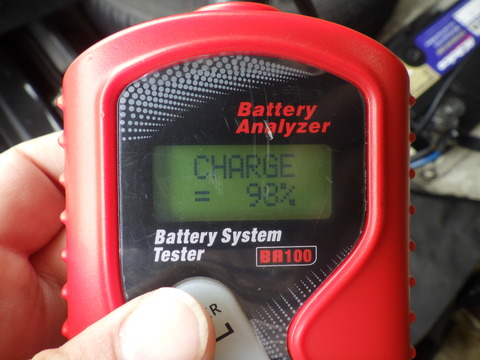 Battery
Analyzer
CHARGE
= 98%
Battery System
Tester
BA100